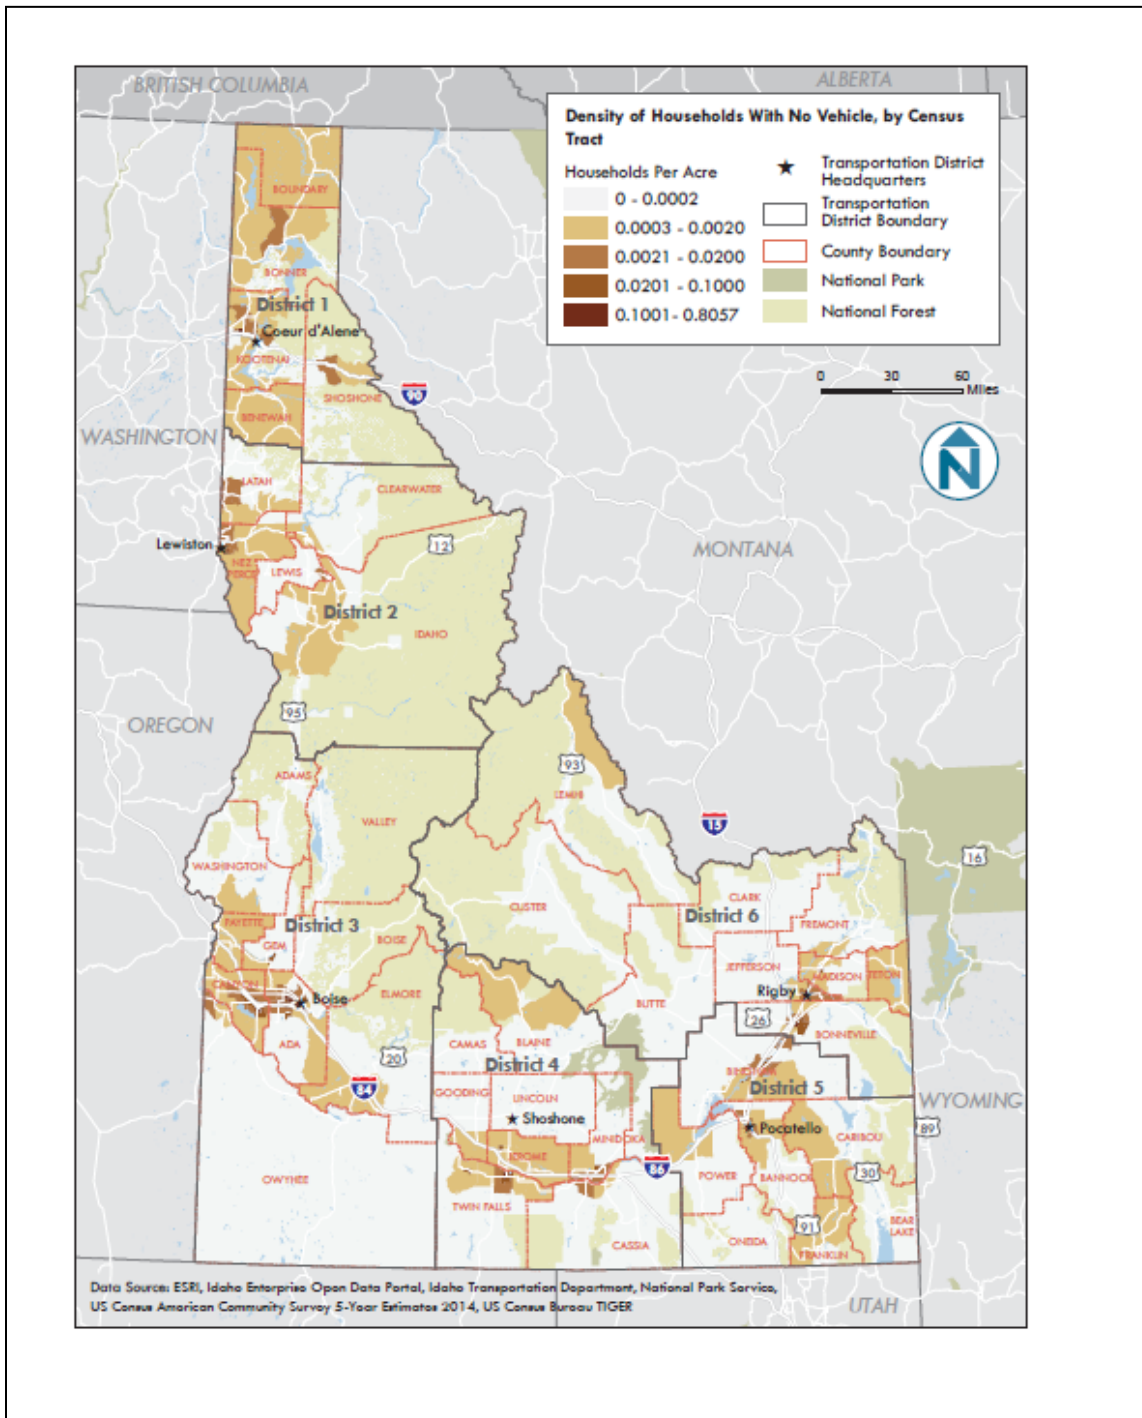 BRITISH COLUMBIA
ALBERTA
Density of Households With No Vehicle, by Census
Tract
Households Per Acre
0 - 0.0002
0.0003 - 0.0020
0.0021 - 0.0200
0.0201 - 0.1000
0.1001- 0.8057
Transportation District
Headquarters
Transportation
District Boundary
County Boundary
National Park
National Forest
0 30 60
Miles
N
BOUNDARY
BONNER
District 1
Coeur d'Alene
KOOTENAI
SHOSHONE
90
BENEWAH
WASHINGTON
LATAH
CLEARWATER
Lewiston
12
NEZ
PERCE
LEWIS
MONTANA
District 2
IDAHO
95
OREGON
93
ADAMS
LEMHI
VALLEY
15
16
WASHINGTON
CUSTER
CLARK
District 6
FREMONT
PAYETTE
District 3
GEM
BOISE
JEFFERSON
MADISON
TETON
CANYON
Boise
ELMORE
BUTTE
Rigby
26
BONNEVILLE
ADA
20
CAMAS
BLAINE
District 4
BINGHAM
District 5
84
GOODING
LINCOLN
Shoshone
WYOMING
89
Pocatello
MINIDOKA
CARIBOU
JEROME
86
POWER
BANNOCK
30
OWYHEE
TWIN FALLS
91
BEAR
LAKE
CASSIA
ONEIDA
FRANKLIN
Data Source: ESRI, Idaho Enterprise Open Data Portal, Idaho Transportation Department, National Park Service,
US Census American Community Survey 5-Year Estimates 2014, US Census Bureau TIGER
UTAH